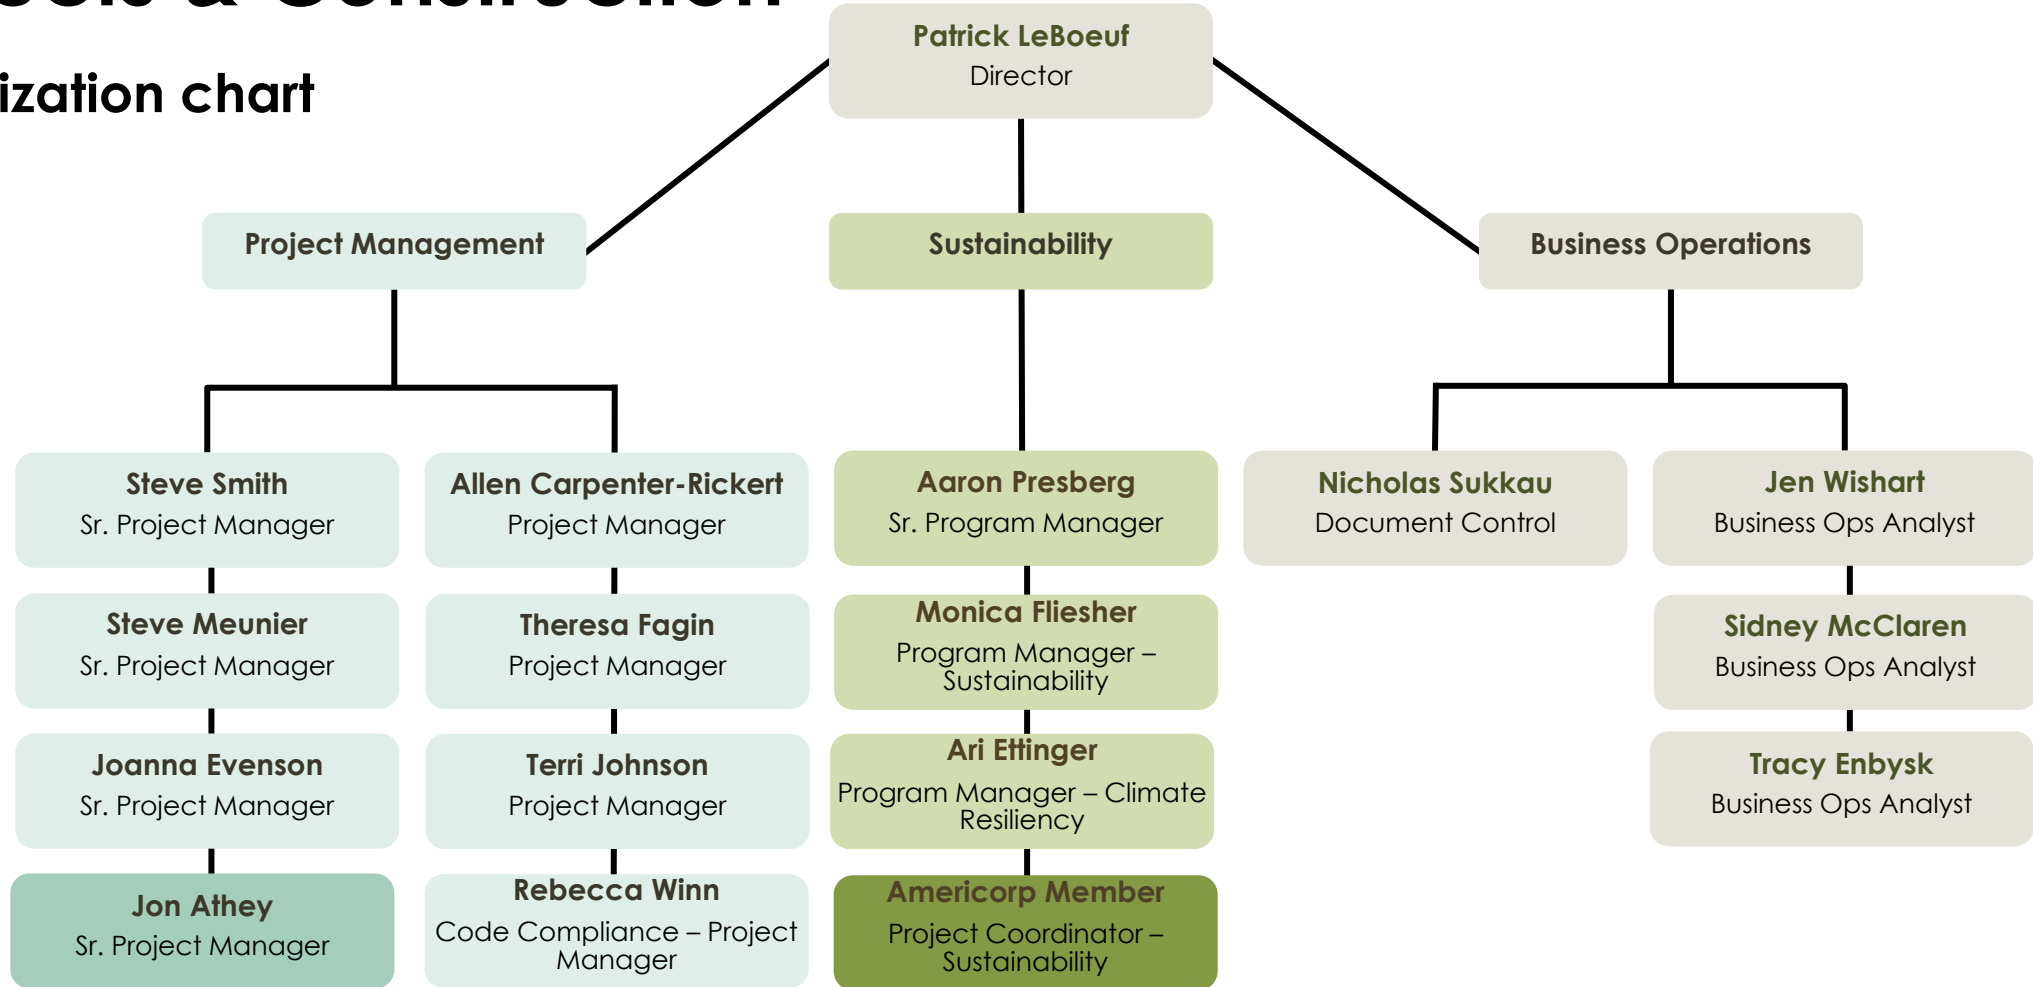 & Construction
ization chart
Patrick LeBoeuf
Director
Project Management
Sustainability
Business Operations
Steve Smith
Sr. Project Manager
Allen Carpenter-Rickert
Project Manager
Aaron Presberg
Sr. Program Manager
Nicholas Sukkau
Document Control
Jen Wishart
Business Ops Analyst
Steve Meunier
Sr. Project Manager
Theresa Fagin
Project Manager
Monica Fliesher
Program Manager –
Sustainability
Sidney McClaren
Business Ops Analyst
Joanna Evenson
Sr. Project Manager
Terri Johnson
Project Manager
Ari Ettinger
Program Manager – Climate
Resiliency
Tracy Enbysk
Business Ops Analyst
Jon Athey
Sr. Project Manager
Rebecca Winn
Code Compliance – Project
Manager
Americorp Member
Project Coordinator –
Sustainability